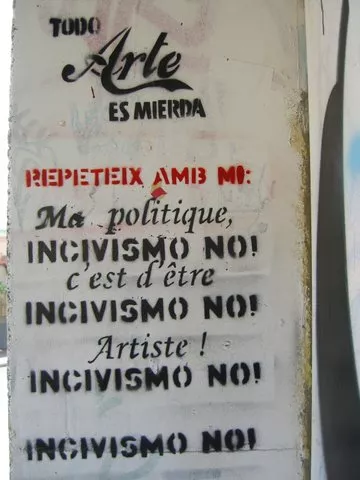 TODO
Arte
ES MIERDA
REPETEIX AMB MI:
Ma politique,
INCIVISMO NO!
c'est d'être
INCIVISMO NO!
Artiste !
INCIVISMO NO!
INCIVISMO NO!